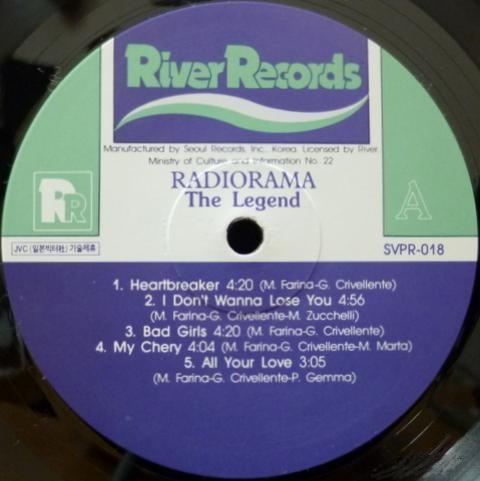 River Records
Manufactured by Seoul Records, Inc., Korea. Licensed by River
Ministry of Culture and Information No. 22
RADIORAMA
The Legend
RR
A
JVC (일본빅터社) 기술제휴
SVPR-018
1. Heartbreaker 4:20 (M. Farina-G. Crivellente)
2. I Don't Wanna Lose You 4:56
(M. Farina-G. Crivellente-M. Zucchelli)
3. Bad Girls 4:20 (M. Farina-G. Crivellente)
4. My Chery 4:04 (M. Farina-G. Crivellente-M. Marta)
5. All Your Love 3:05
(M. Farina-G. Crivellente-P. Gemma)